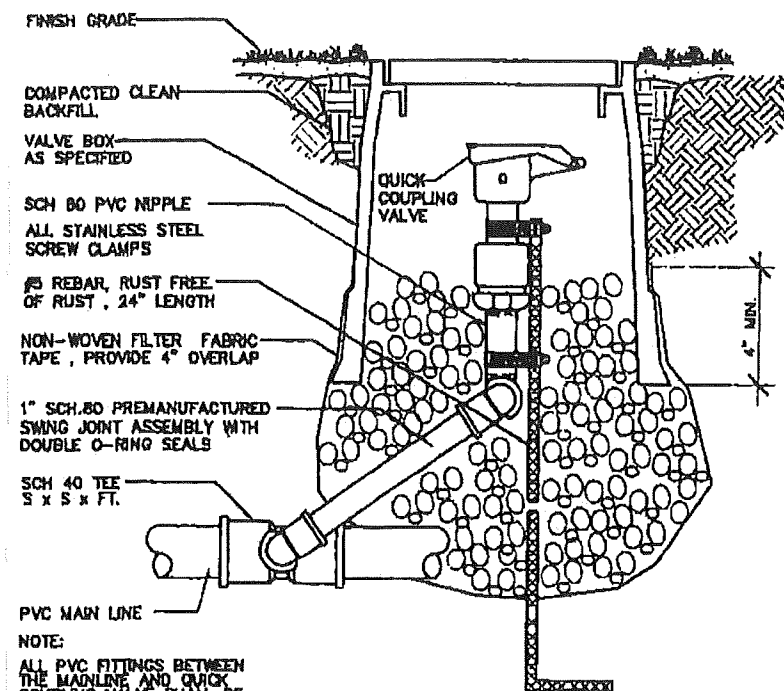 FINISH GRADE
COMPACTED CLEAN
BACKFILL
VALVE BOX
AS SPECIFIED
QUICK
COUPLING
VALVE
SCH 80 PVC NIPPLE
ALL STAINLESS STEEL
SCREW CLAMPS
#5 REBAR, RUST FREE
OF RUST , 24" LENGTH
NON-WOVEN FILTER FABRIC
TAPE , PROVIDE 4" OVERLAP
4" MIN.
1" SCH.80 PREMANUFACTURED
SWING JOINT ASSEMBLY WITH
DOUBLE O-RING SEALS
SCH 40 TEE
S x S x FT.
PVC MAIN LINE
NOTE:
ALL PVC FITTINGS BETWEEN
THE MAINLINE AND QUICK